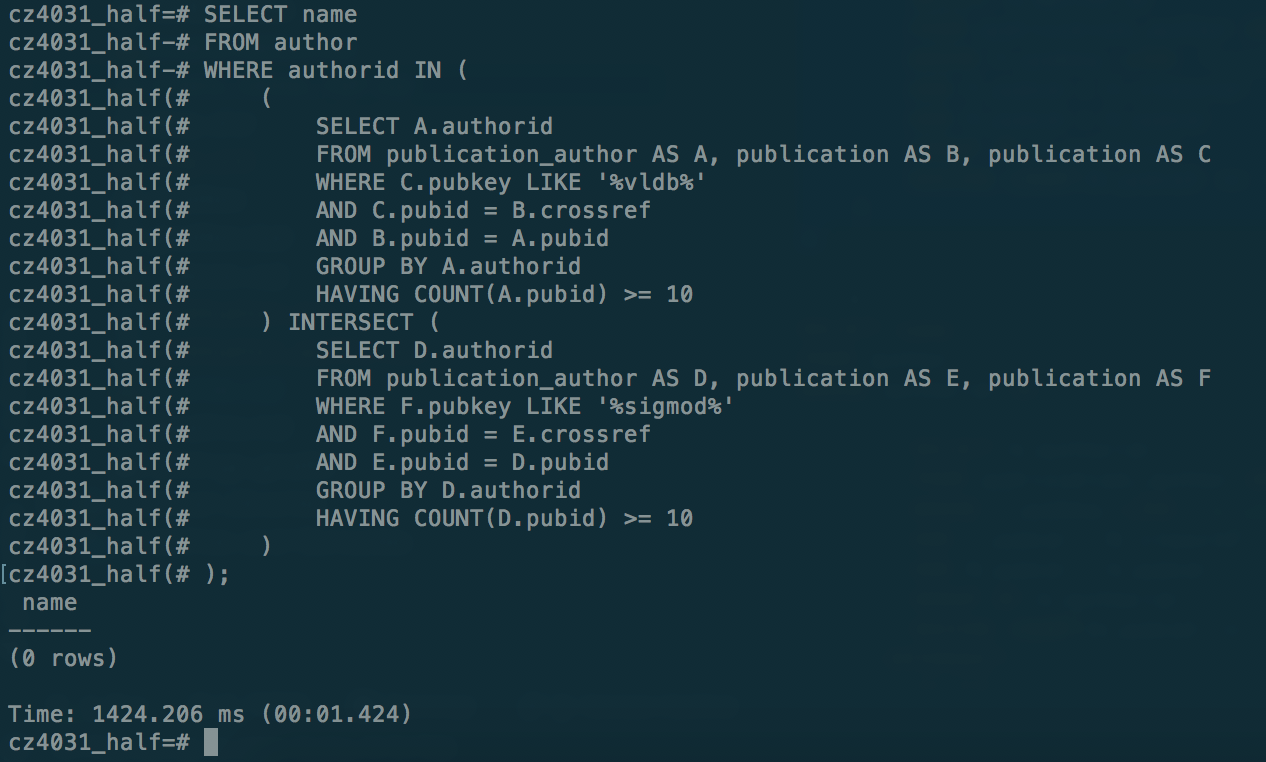 cz4031_half=# SELECT name
cz4031_half-# FROM author
cz4031_half-# WHERE authorid IN (
cz4031_half(#     (
cz4031_half(#         SELECT A.authorid
cz4031_half(#         FROM publication_author AS A, publication AS B, publication AS C
cz4031_half(#         WHERE C.pubkey LIKE '%vldb%'
cz4031_half(#         AND C.pubid = B.crossref
cz4031_half(#         AND B.pubid = A.pubid
cz4031_half(#         GROUP BY A.authorid
cz4031_half(#         HAVING COUNT(A.pubid) >= 10
cz4031_half(#     ) INTERSECT (
cz4031_half(#         SELECT D.authorid
cz4031_half(#         FROM publication_author AS D, publication AS E, publication AS F
cz4031_half(#         WHERE F.pubkey LIKE '%sigmod%'
cz4031_half(#         AND F.pubid = E.crossref
cz4031_half(#         AND E.pubid = D.pubid
cz4031_half(#         GROUP BY D.authorid
cz4031_half(#         HAVING COUNT(D.pubid) >= 10
cz4031_half(#     )
[cz4031_half(# );
 name
------
(0 rows)

Time: 1424.206 ms (00:01.424)
cz4031_half=#